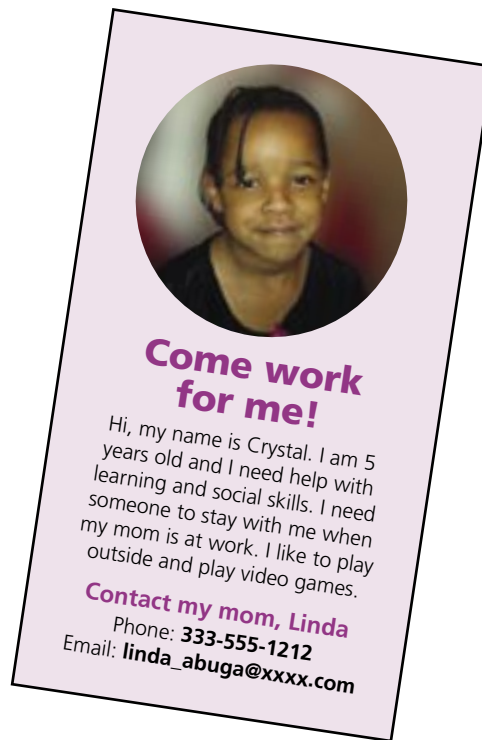 Come work
for me!
Hi, my name is Crystal. I am 5
years old and I need help with
learning and social skills. I need
someone to stay with me when
my mom is at work. I like to play
outside and play video games.
Contact my mom, Linda
Phone: 333-555-1212
Email: linda_abuga@xxxx.com